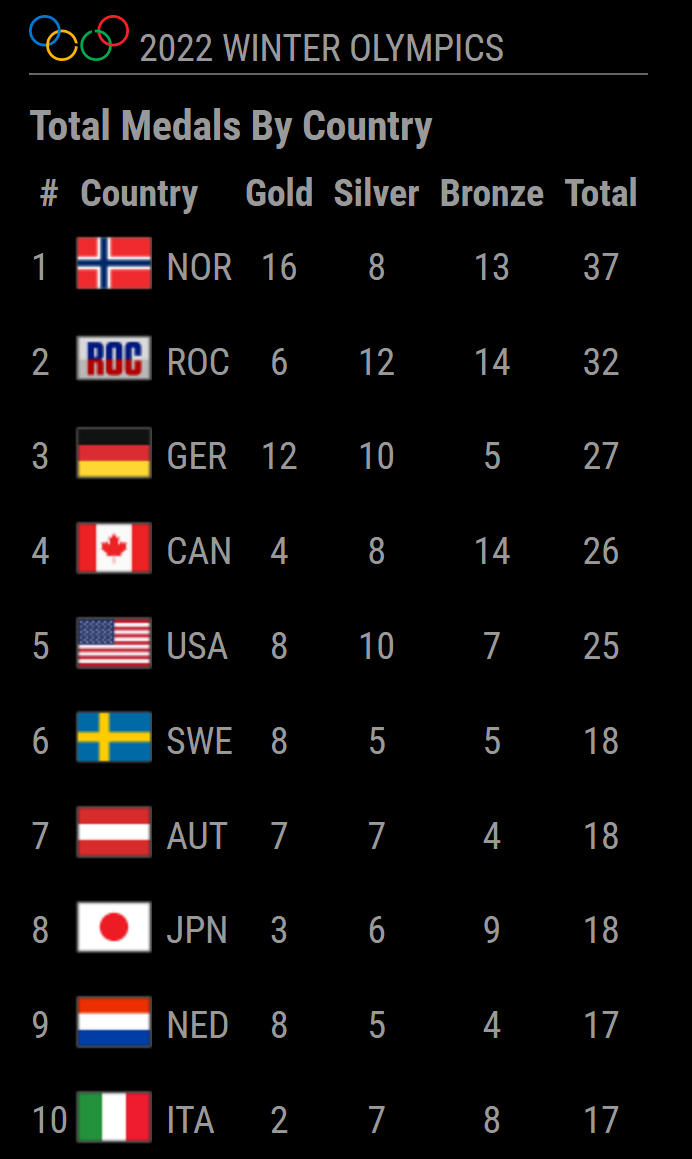 2022 WINTER OLYMPICS
Total Medals By Country
# Country Gold Silver Bronze Total
1 NOR 16 8 13 37
2 ROC ROC 6 12 14 32
3 GER 12 10 5 27
4 CAN 4 8 14 26
5 USA 8 10 7 25
6 SWE 8 5 5 18
7 AUT 7 7 4 18
8 JPN 3 6 9 18
9 NED 8 5 4 17
10 ITA 2 7 8 17